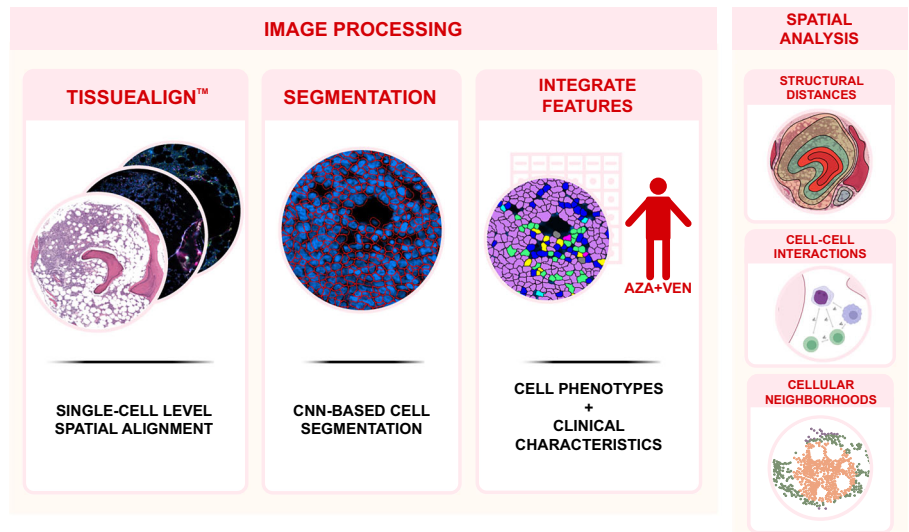 IMAGE PROCESSING
TISSUEALIGN™
SINGLE-CELL LEVEL
SPATIAL ALIGNMENT
SEGMENTATION
CNN-BASED CELL
SEGMENTATION
INTEGRATE
FEATURES
AZA+VEN
CELL PHENOTYPES
+
CLINICAL
CHARACTERISTICS
SPATIAL
ANALYSIS
STRUCTURAL
DISTANCES
CELL-CELL
INTERACTIONS
CELLULAR
NEIGHBORHOODS